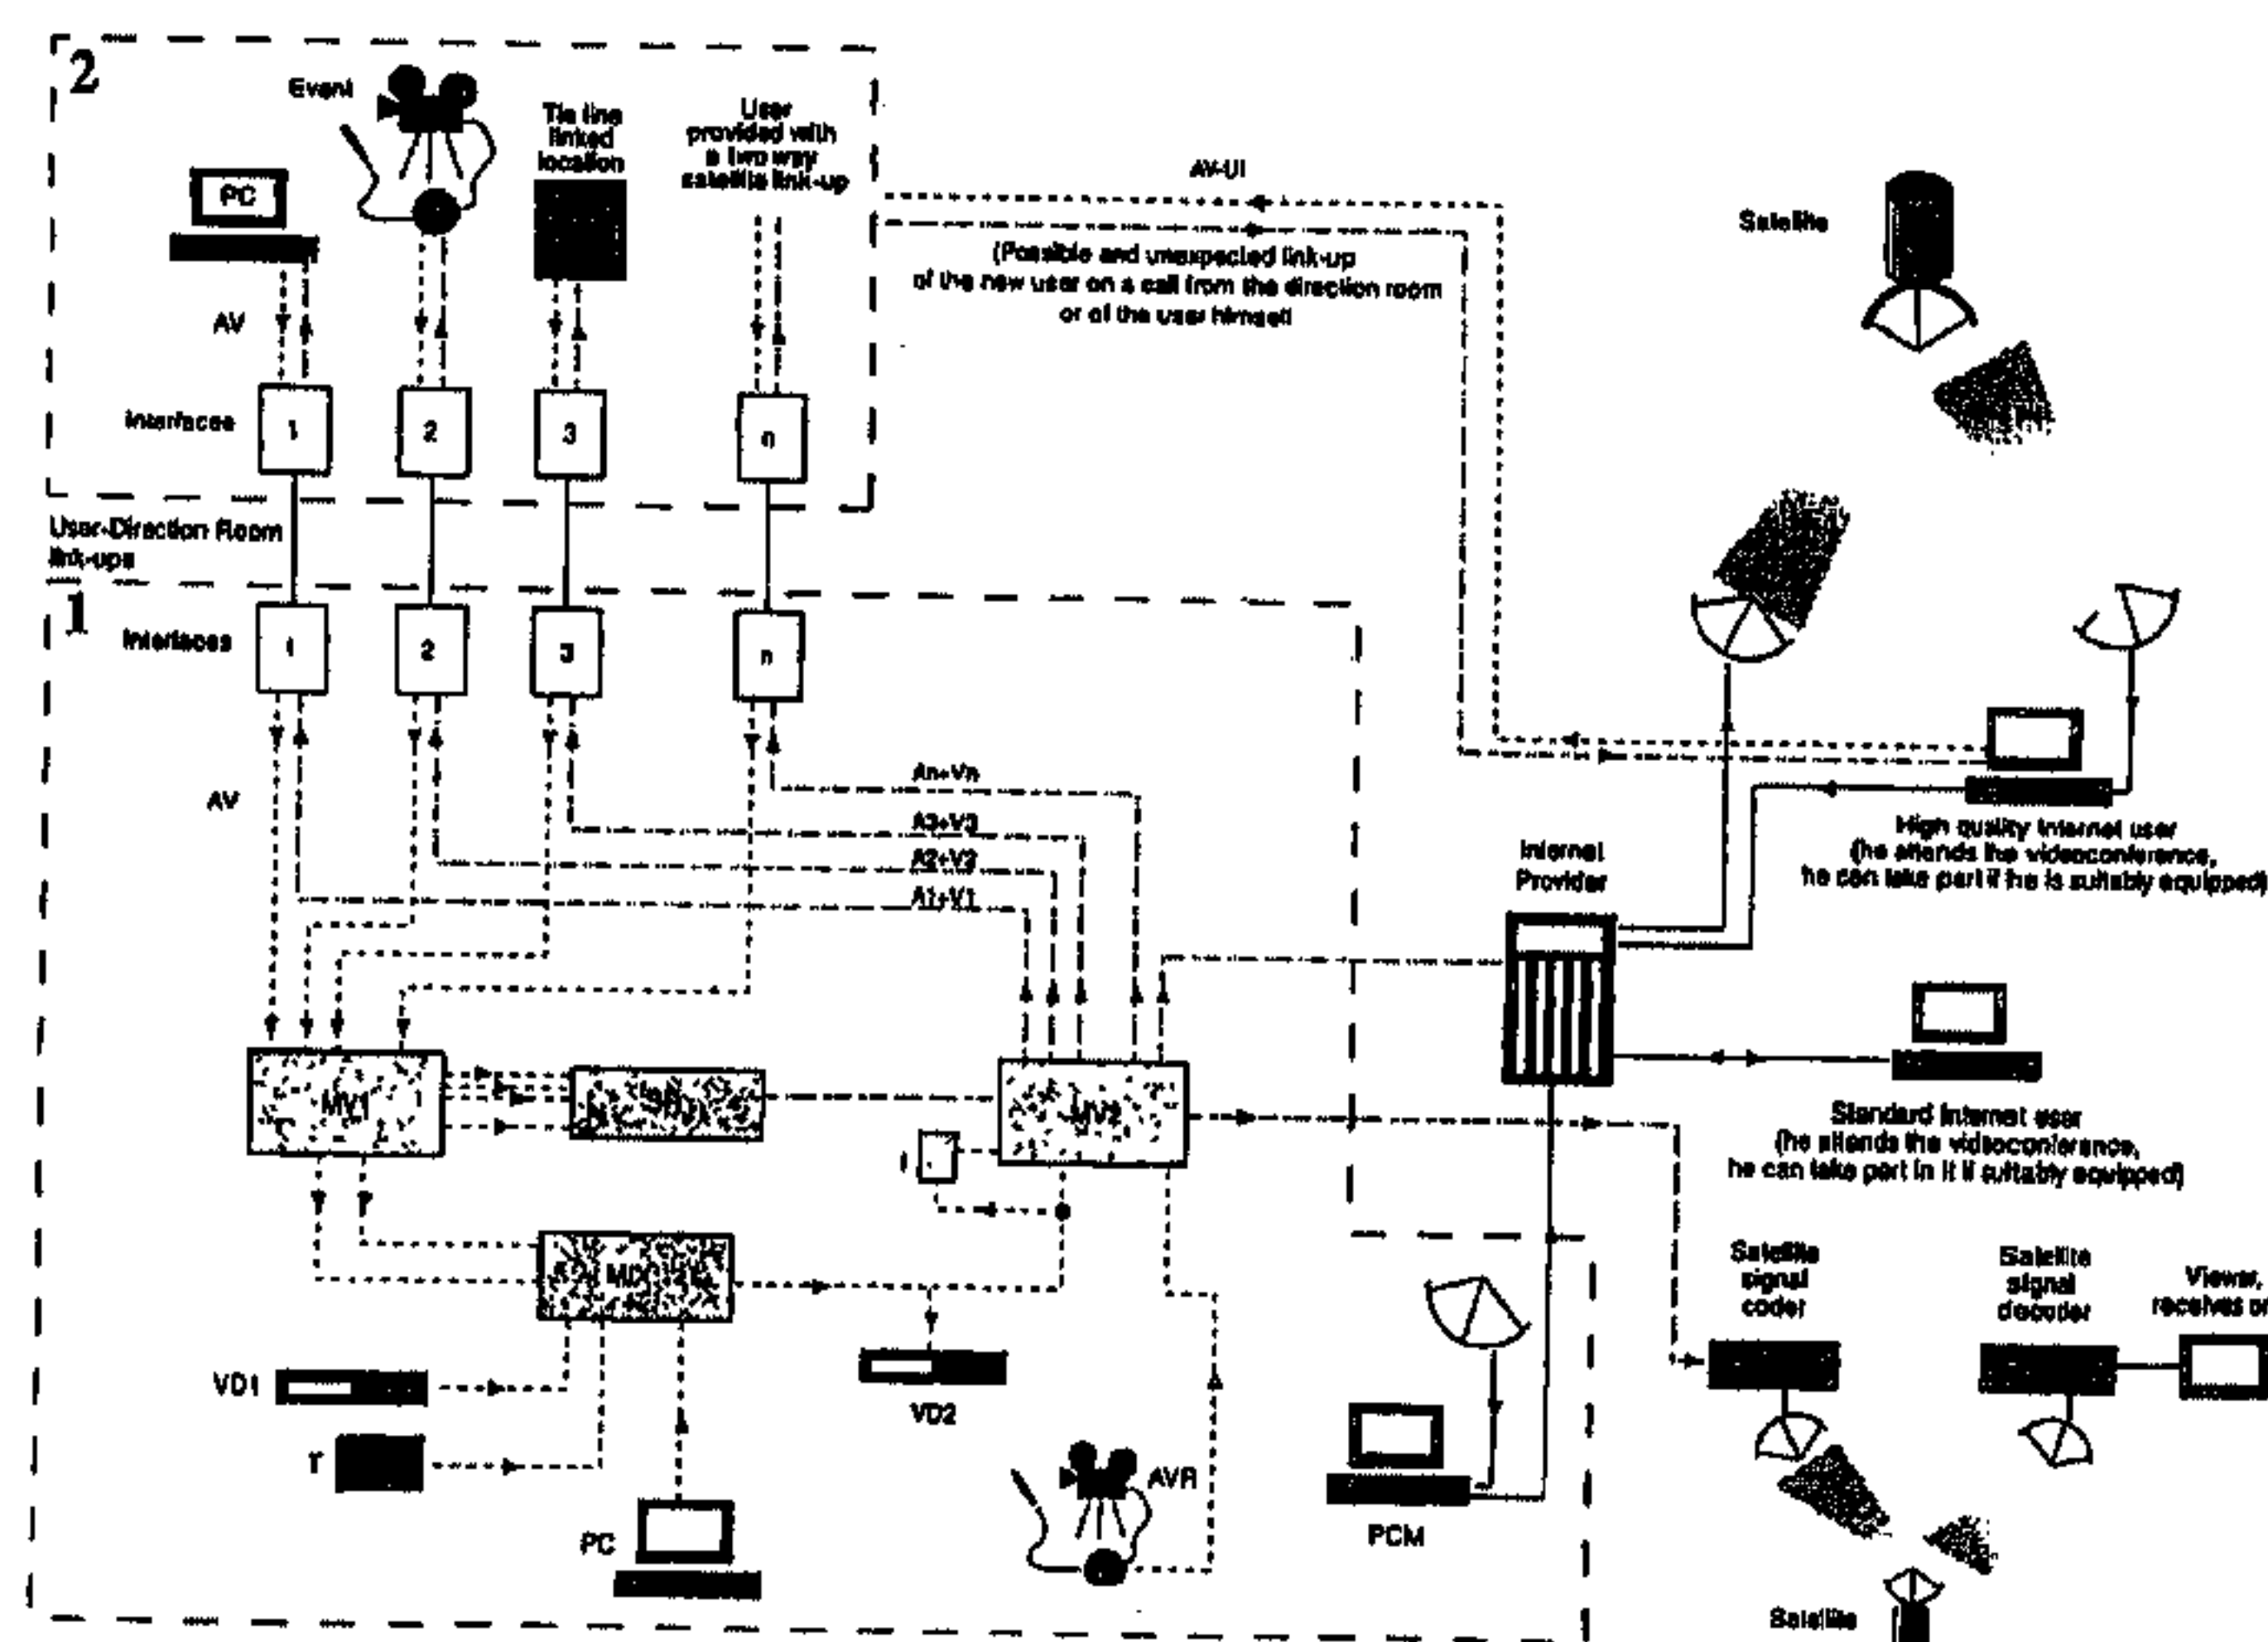 2
Event
Tie line
linked
location
User
provided with
a two way
satellite link-up
PC
AV
Interfaces
1
2
3
n
AV-UI
(Possible and unexpected link-up
of the new user on a call from the direction room
or of the user himself
Satellite
User-Direction Room
link-ups
1
Interfaces
1
2
3
n
AV
An+Vn
A3+V3
A2+V2
A1+V1
High quality Internet user
(he attends the videoconference,
he can take part if he is suitably equipped)
Internet
Provider
MV1
MV2
Standard Internet user
(he attends the videoconference,
he can take part in it if suitably equipped)
MIX
Satellite
signal
coder
Satellite
signal
decoder
Viewer,
receives
VD1
VD2
T
PC
AVR
PCM
Satellite